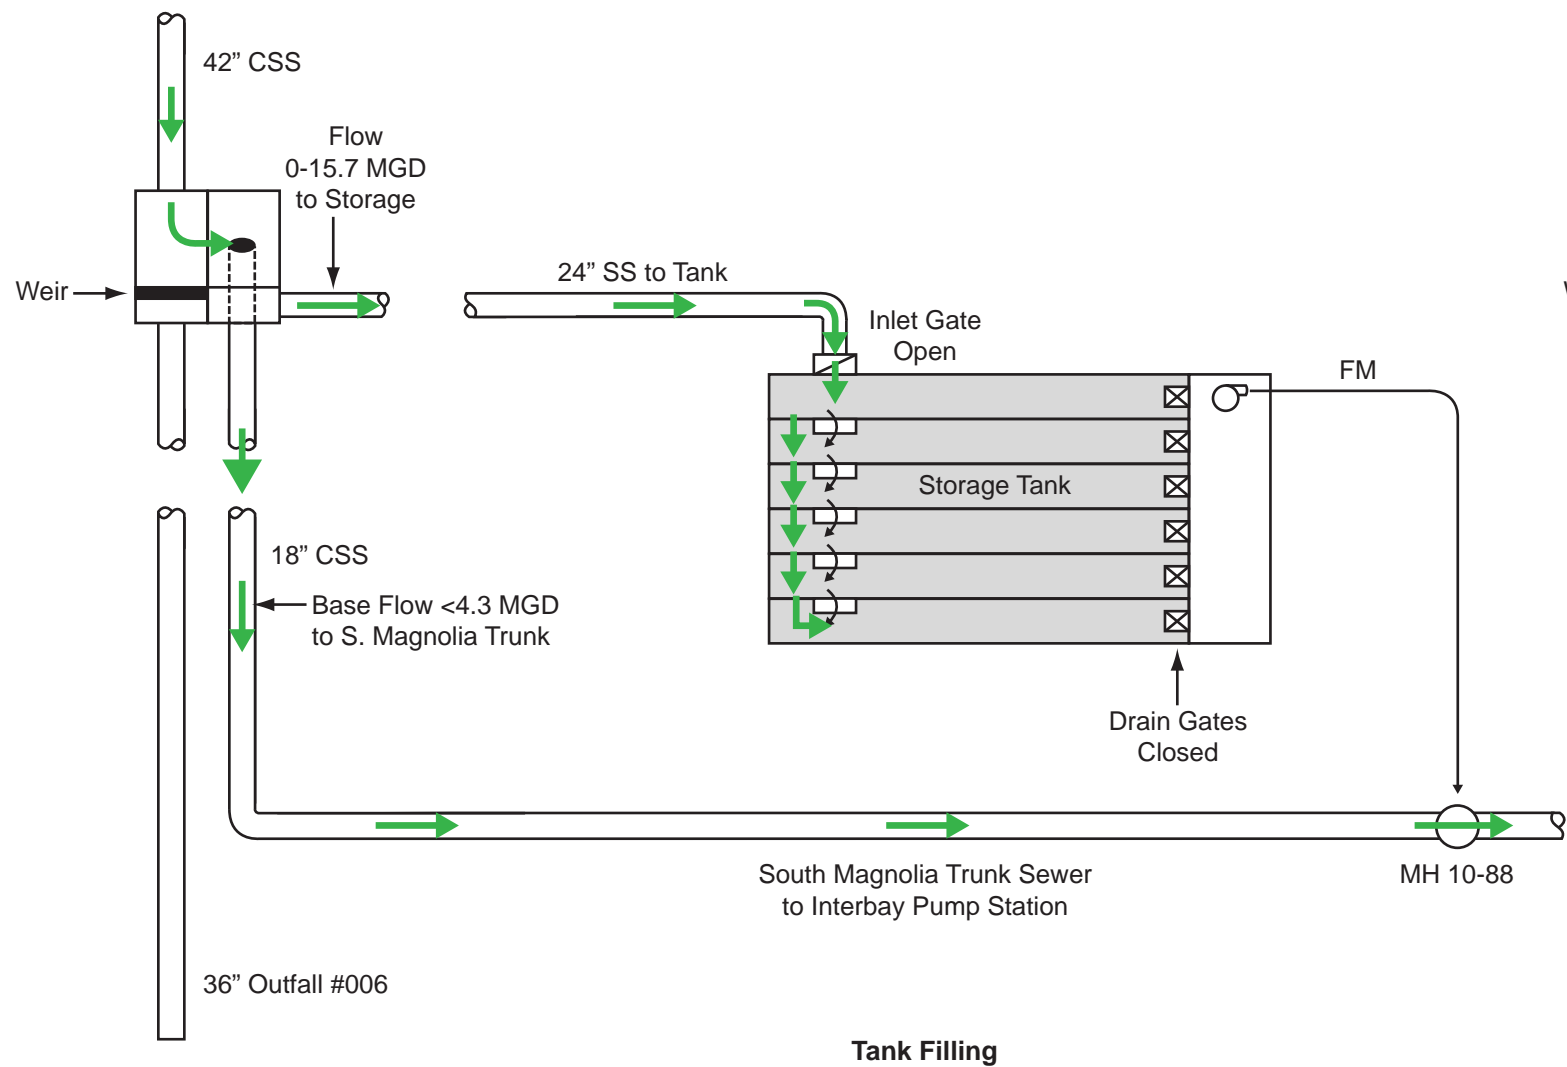 42” CSS
Flow
0-15.7 MGD
to Storage
Weir
24” SS to Tank
Inlet Gate
Open
FM
Storage Tank
18” CSS
Base Flow <4.3 MGD
to S. Magnolia Trunk
Drain Gates
Closed
South Magnolia Trunk Sewer
to Interbay Pump Station
MH 10-88
36” Outfall #006
Tank Filling